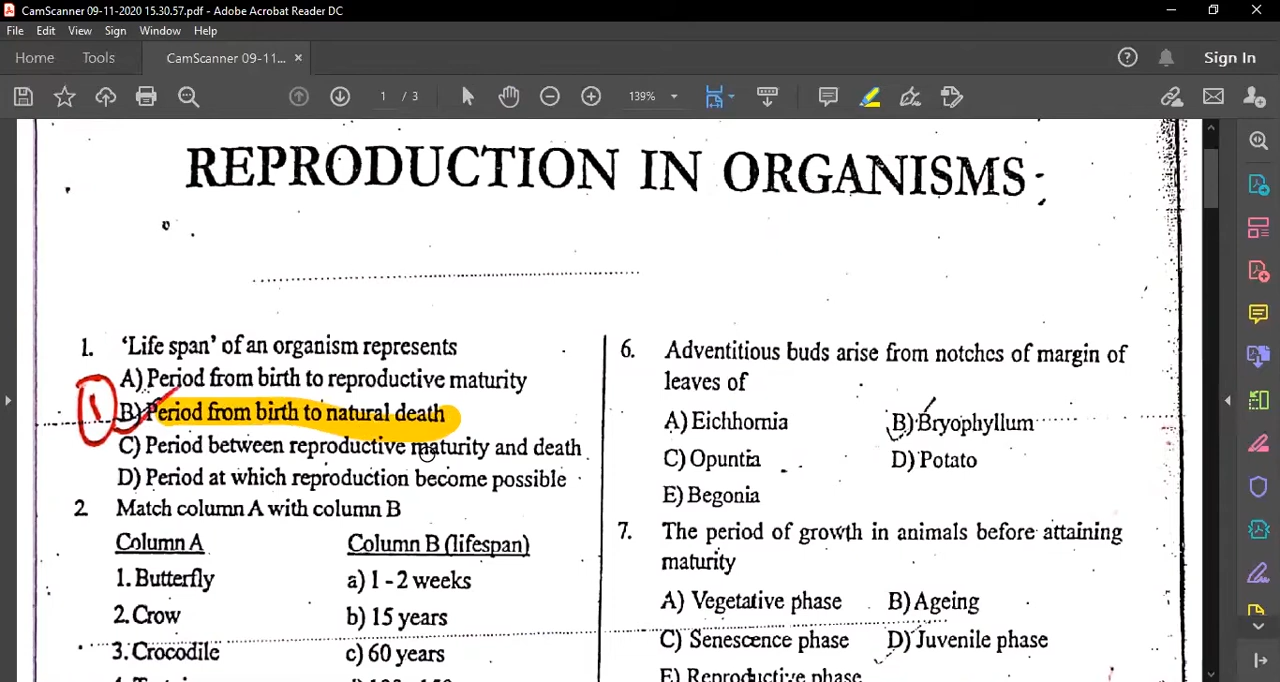 CamScanner 09-11-2020 15.30.57.pdf - Adobe Acrobat Reader DC
File Edit View Sign Window Help
Home Tools CamScanner 09-11... ×
Sign In
1 / 3 139%
REPRODUCTION IN ORGANISMS
1. 'Life span' of an organism represents
A) Period from birth to reproductive maturity
B) Period from birth to natural death
C) Period between reproductive maturity and death
D) Period at which reproduction become possible
2. Match column A with column B
Column A Column B (lifespan)
1. Butterfly a) 1 - 2 weeks
2. Crow b) 15 years
3. Crocodile c) 60 years
6. Adventitious buds arise from notches of margin of
leaves of
A) Eichhornia B) Bryophyllum
C) Opuntia D) Potato
E) Begonia
7. The period of growth in animals before attaining
maturity
A) Vegetative phase B) Ageing
C) Senescence phase D) Juvenile phase
E) Reproductive phase